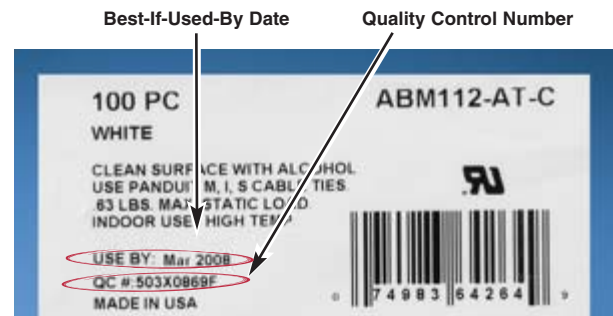 Best-If-Used-By Date Quality Control Number
100 PC ABM112-AT-C
WHITE
CLEAN SURFACE WITH ALCOHOL
USE PANDUIT M, I, S CABLE TIES.
.63 LBS. MAX STATIC LOAD
INDOOR USE HIGH TEMP
USE BY: Mar 2008
QC #:503X0869F
MADE IN USA
0 74983 64264 9